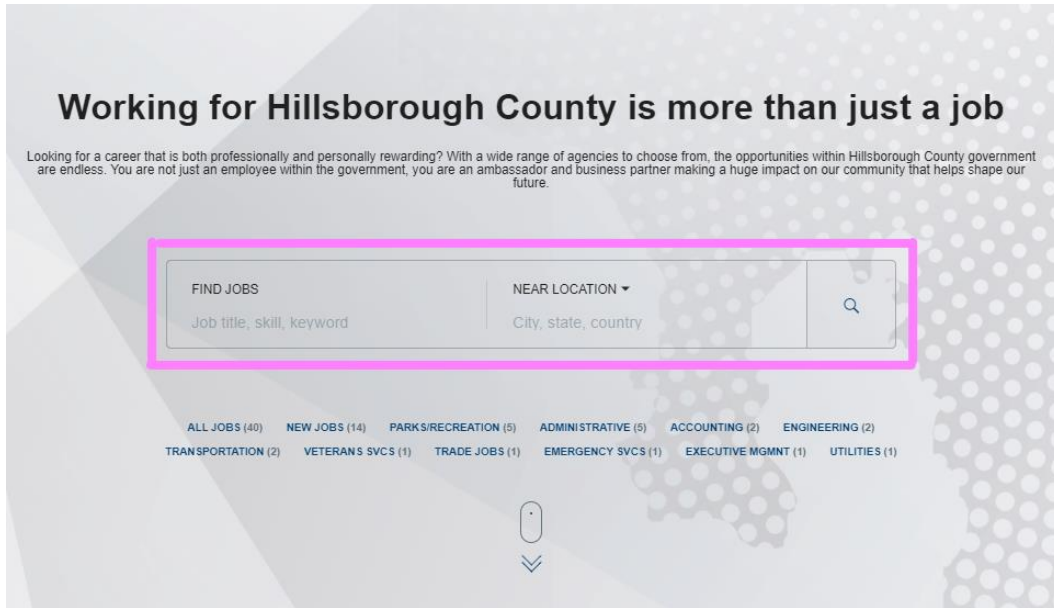 Working for Hillsborough County is more than just a job
Looking for a career that is both professionally and personally rewarding? With a wide range of agencies to choose from, the opportunities within Hillsborough County government
are endless. You are not just an employee within the government, you are an ambassador and business partner making a huge impact on our community that helps shape our
future.
FIND JOBS NEAR LOCATION
Job title, skill, keyword City, state, country
ALL JOBS (40) NEW JOBS (14) PARKS/RECREATION (5) ADMINISTRATIVE (5) ACCOUNTING (2) ENGINEERING (2)
TRANSPORTATION (2) VETERANS SVCS (1) TRADE JOBS (1) EMERGENCY SVCS (1) EXECUTIVE MGMNT (1) UTILITIES (1)